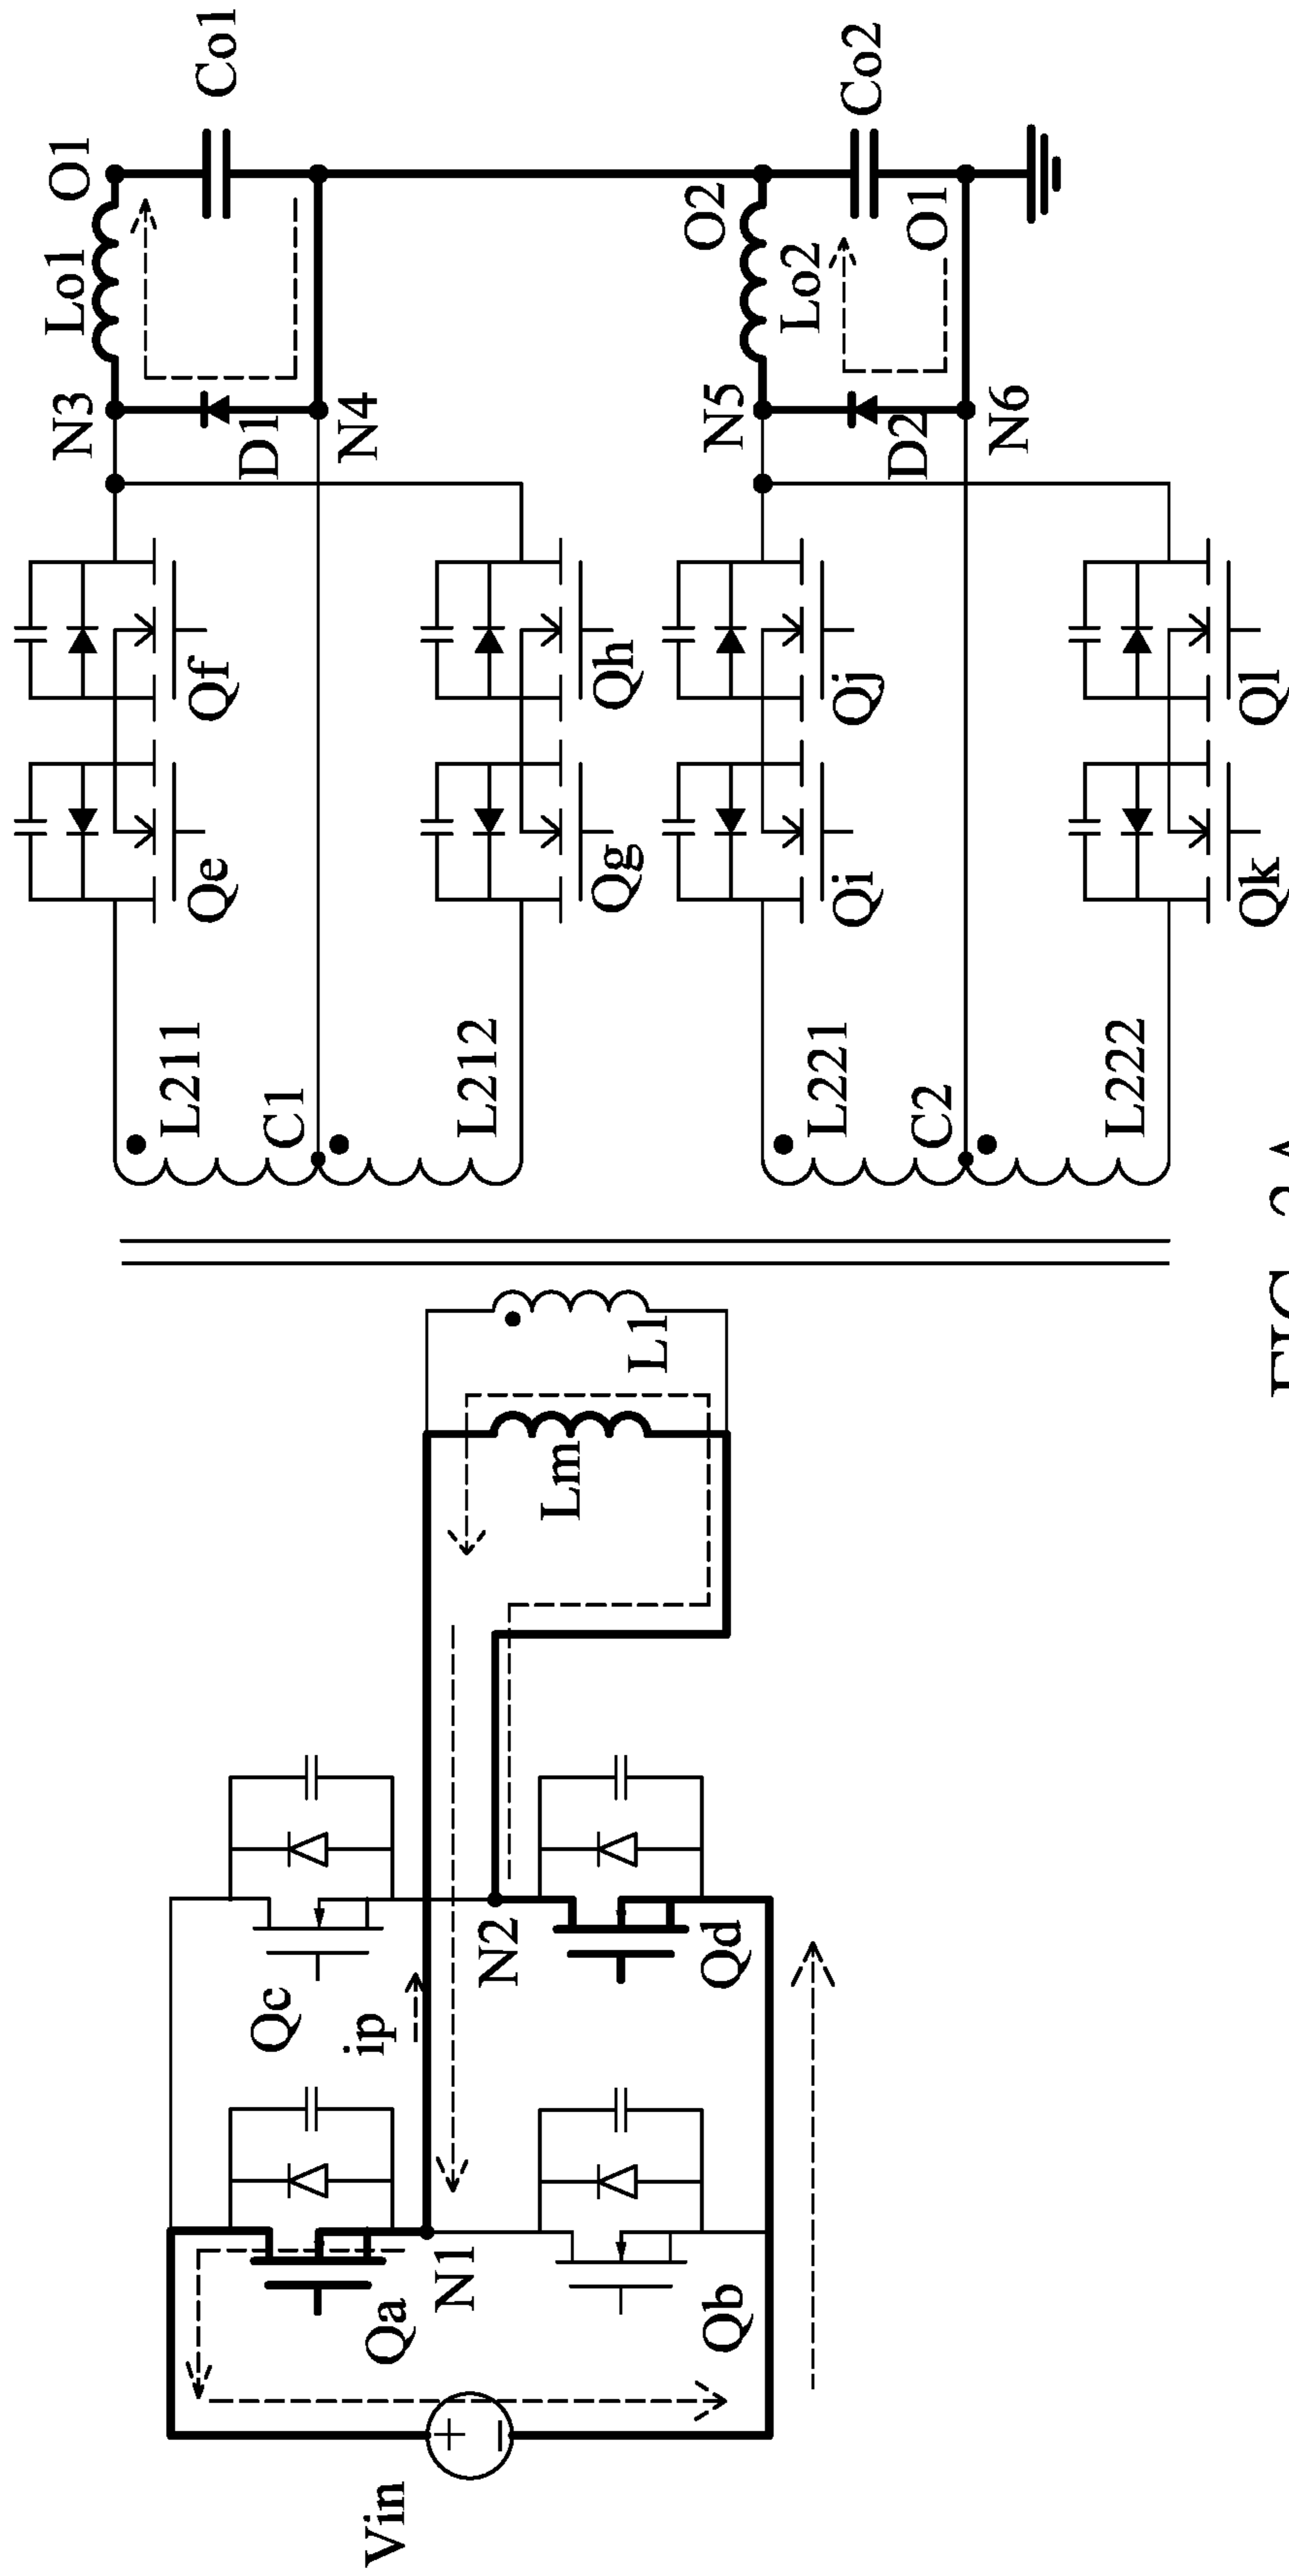 Vin
Qa
Qc
ip
N1
Qb
N2
Qd
Lm
L1
L211
C1
L212
L221
C2
L222
Qe
Qf
Qg
Qh
Qi
Qj
Qk
Ql
N3
D1
N4
Lo1
O1
Co1
N5
D2
N6
Lo2
O2
O1
Co2
FIG